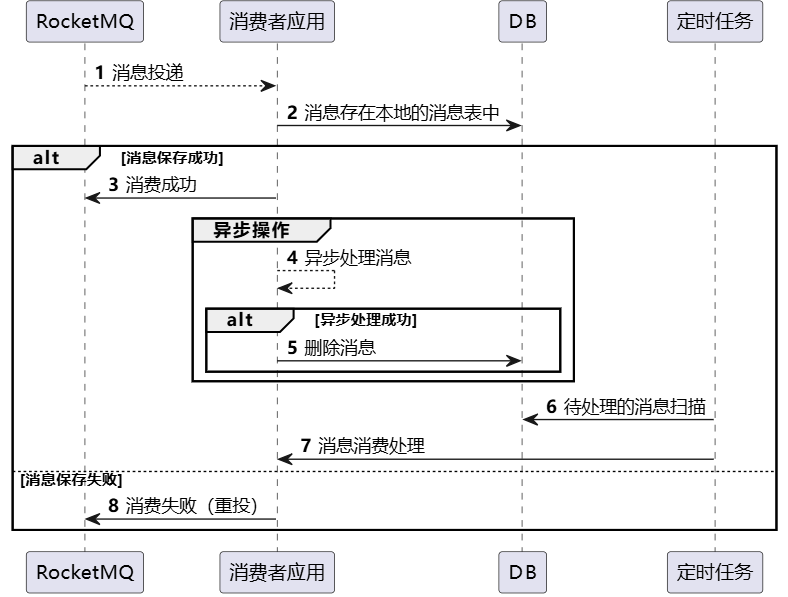 RocketMQ 消费者应用 DB 定时任务
1 消息投递
2 消息存在本地的消息表中
alt [消息保存成功]
3 消费成功
异步操作
4 异步处理消息
alt [异步处理成功]
5 删除消息
6 待处理的消息扫描
7 消息消费处理
[消息保存失败]
8 消费失败（重投）
RocketMQ 消费者应用 DB 定时任务